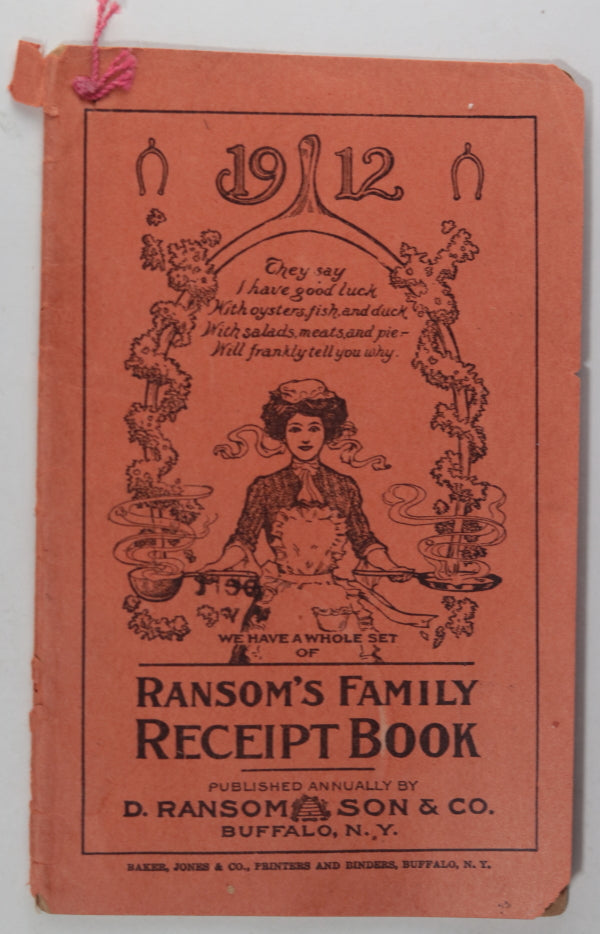 1912
They say
I have good luck
With oysters, fish, and duck
With salads, meats, and pie–
Will frankly tell you why.
WE HAVE A WHOLE SET
OF
RANSOM'S FAMILY
RECEIPT BOOK
PUBLISHED ANNUALLY BY
D. RANSOM SON & CO.
BUFFALO, N. Y.
BAKER, JONES & CO., PRINTERS AND BINDERS, BUFFALO, N. Y.